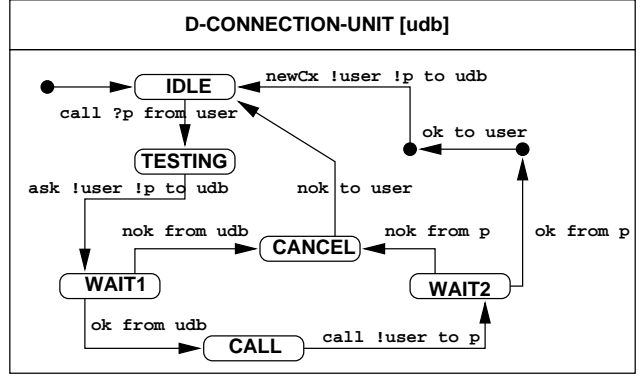 D-CONNECTION-UNIT [udb]
IDLE
newCx !user !p to udb
call ?p from user
ok to user
TESTING
ask !user !p to udb
nok to user
nok from udb
nok from p
ok from p
CANCEL
WAIT1
WAIT2
ok from udb
call !user to p
CALL